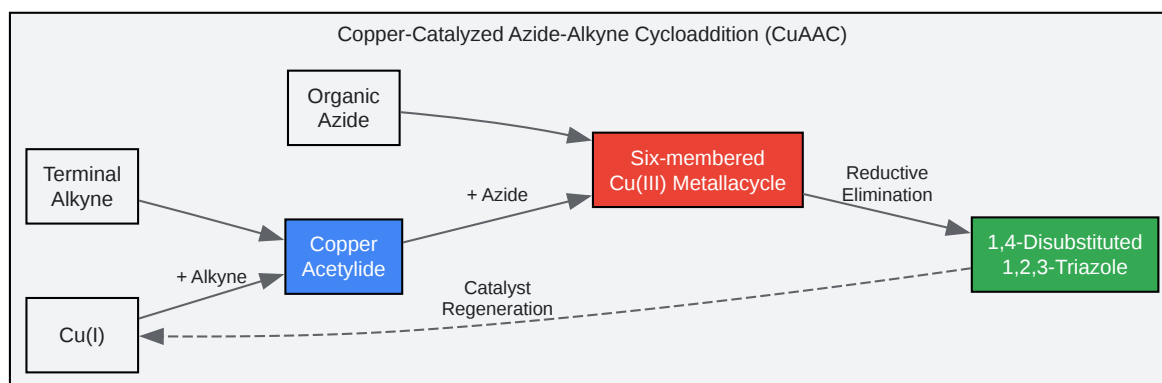 Copper-Catalyzed Azide-Alkyne Cycloaddition (CuAAC)
Organic
Azide
Terminal
Alkyne
Six-membered
Cu(III) Metallacycle
Reductive
Elimination
+ Azide
Copper
Acetylide
1,4-Disubstituted
1,2,3-Triazole
+ Alkyne
Catalyst
Regeneration
Cu(I)